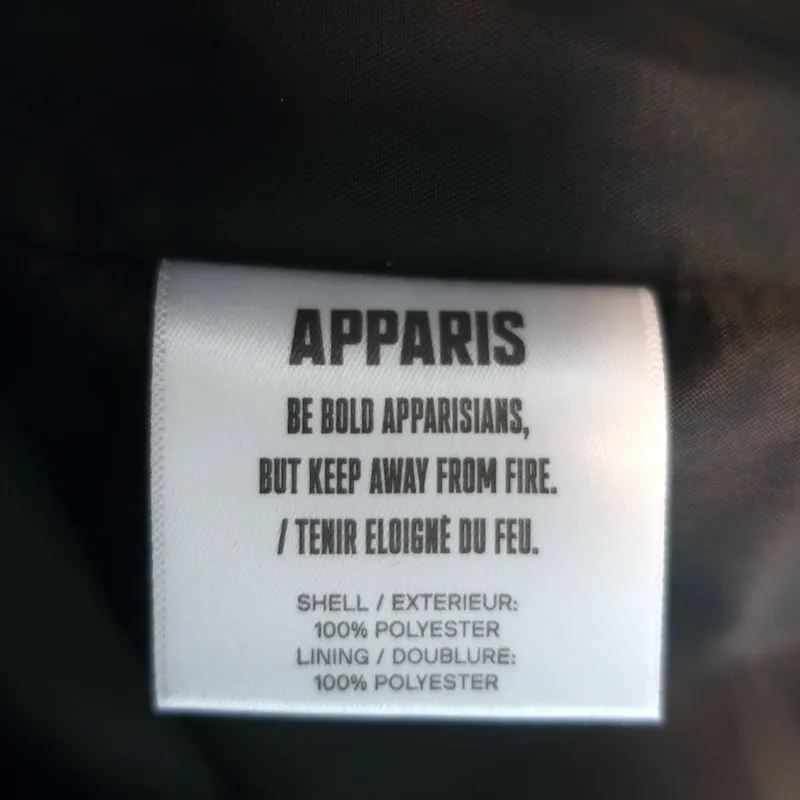 APPARIS
BE BOLD APPARISIANS,
BUT KEEP AWAY FROM FIRE.
/ TENIR ELOIGNÈ DU FEU.
SHELL / EXTERIEUR:
100% POLYESTER
LINING / DOUBLURE:
100% POLYESTER